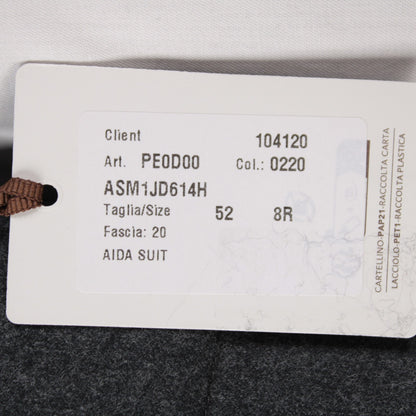 Client 104120
Art. PE0D00 Col.: 0220
ASM1JD614H
Taglia/Size 52 8R
Fascia: 20
AIDA SUIT
CARTELLINO-PAP21-RACCOLTA CARTA
LACCIOLO-PET1-RACCOLTA PLASTICA